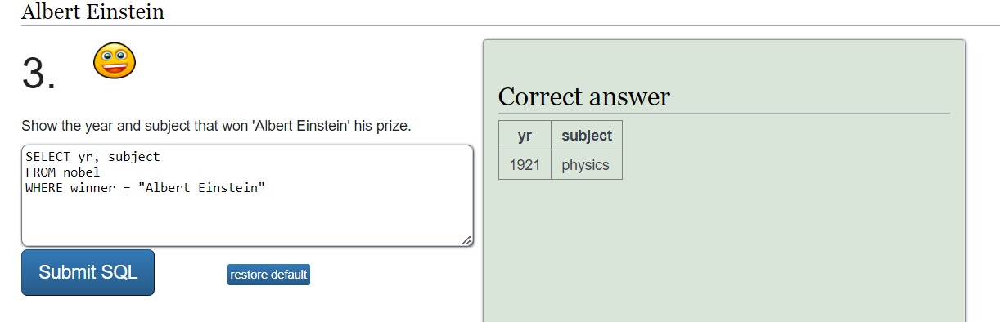 Albert Einstein
3.
Show the year and subject that won 'Albert Einstein' his prize.
SELECT yr, subject
FROM nobel
WHERE winner = "Albert Einstein"
Submit SQL
restore default
Correct answer
yr subject
1921 physics